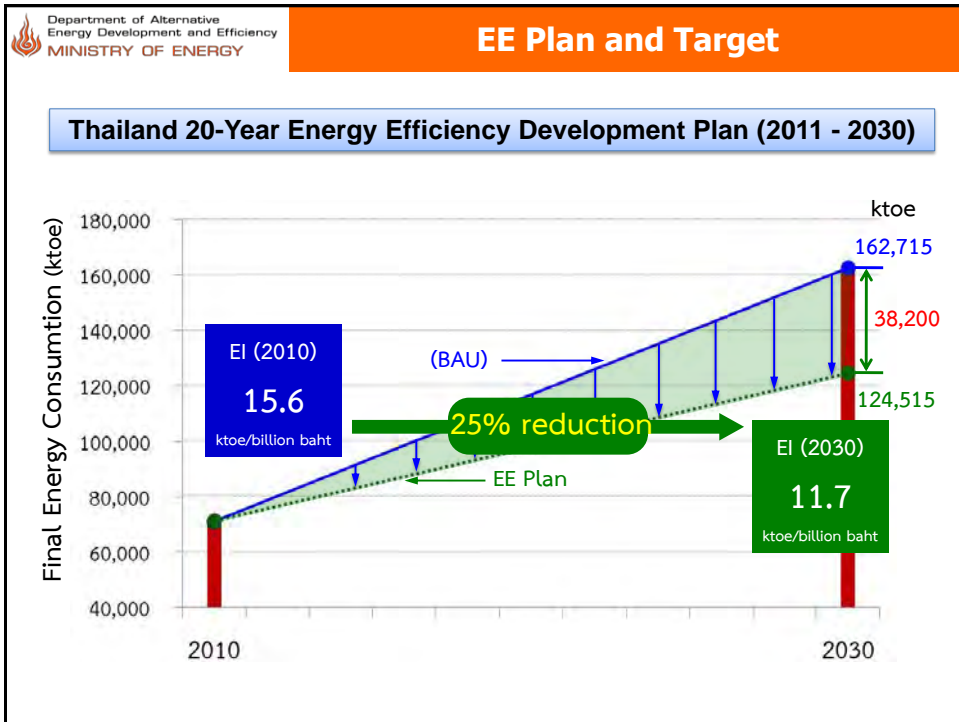 Department of Alternative
Energy Development and Efficiency
MINISTRY OF ENERGY
EE Plan and Target
Thailand 20-Year Energy Efficiency Development Plan (2011 - 2030)
Final Energy Consumtion (ktoe)
180,000
160,000
140,000
120,000
100,000
80,000
60,000
40,000
ktoe
162,715
38,200
124,515
EI (2010)
15.6
ktoe/billion baht
(BAU)
25% reduction
EE Plan
EI (2030)
11.7
ktoe/billion baht
2010
2030